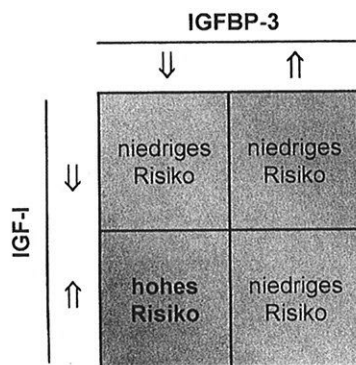 IGFBP-3
⇓ ⇑
IGF-I
⇓
niedriges
Risiko
niedriges
Risiko
⇑
hohes
Risiko
niedriges
Risiko